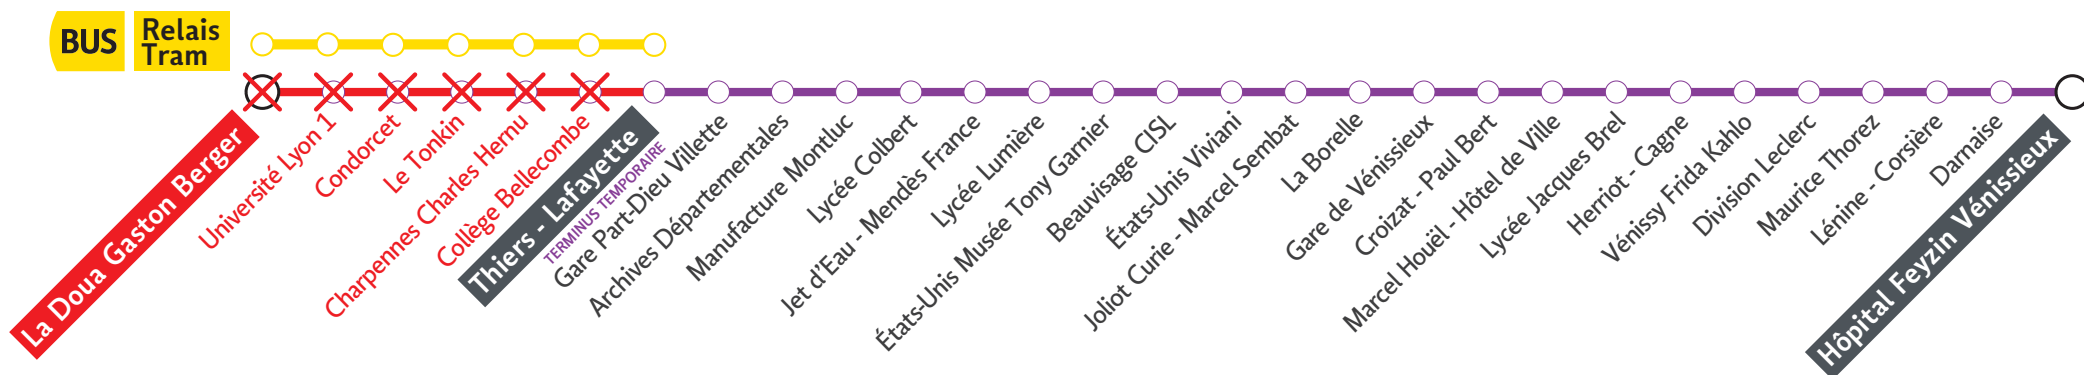 BUS
Relais
Tram
La Doua Gaston Berger
Université Lyon 1
Condorcet
Le Tonkin
Charpennes Charles Hernu
Collège Bellecombe
Thiers - Lafayette
TERMINUS TEMPORAIRE
Gare Part-Dieu Villette
Archives Départementales
Manufacture Montluc
Lycée Colbert
Jet d'Eau - Mendès France
Lycée Lumière
États-Unis Musée Tony Garnier
Beauvisage CISL
États-Unis Viviani
Joliot Curie - Marcel Sembat
La Borelle
Gare de Vénissieux
Croizat - Paul Bert
Marcel Houël - Hôtel de Ville
Lycée Jacques Brel
Herriot - Cagne
Vénissy Frida Kahlo
Division Leclerc
Maurice Thorez
Lénine - Corsière
Darnaise
Hôpital Feyzin Vénissieux